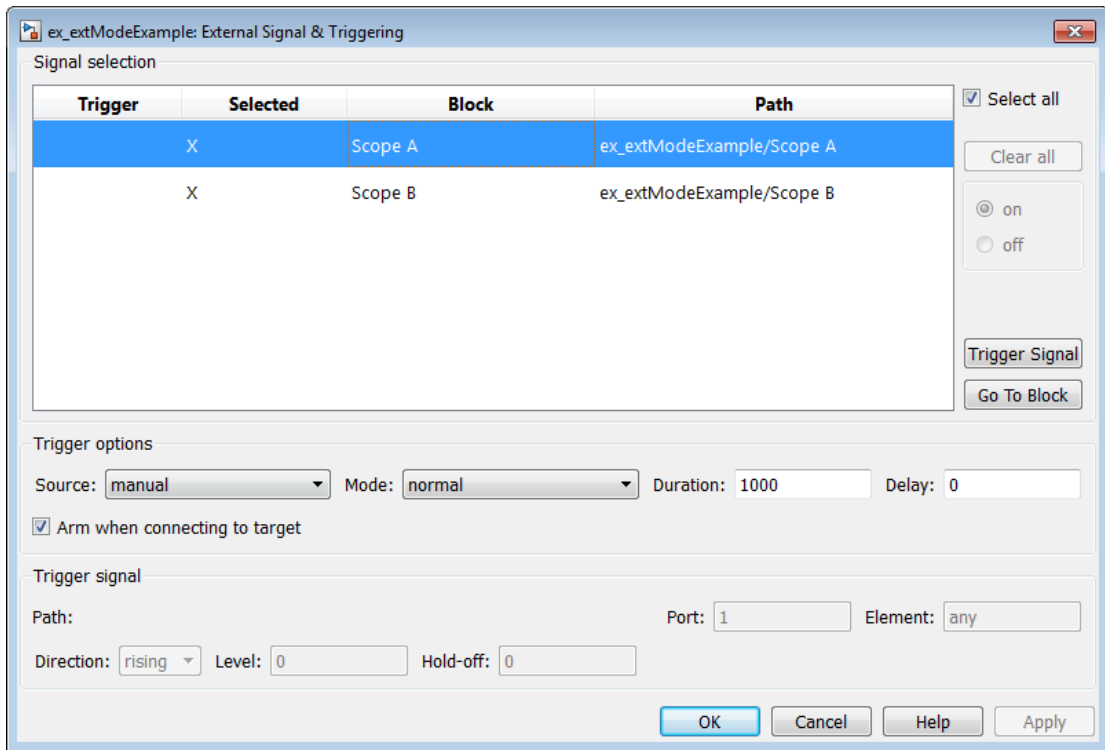 ex_extModeExample: External Signal & Triggering
Signal selection
Trigger Selected Block Path
X Scope A ex_extModeExample/Scope A
X Scope B ex_extModeExample/Scope B
Select all
Clear all
on
off
Trigger Signal
Go To Block
Trigger options
Source: manual Mode: normal Duration: 1000 Delay: 0
Arm when connecting to target
Trigger signal
Path: Port: 1 Element: any
Direction: rising Level: 0 Hold-off: 0
OK Cancel Help Apply